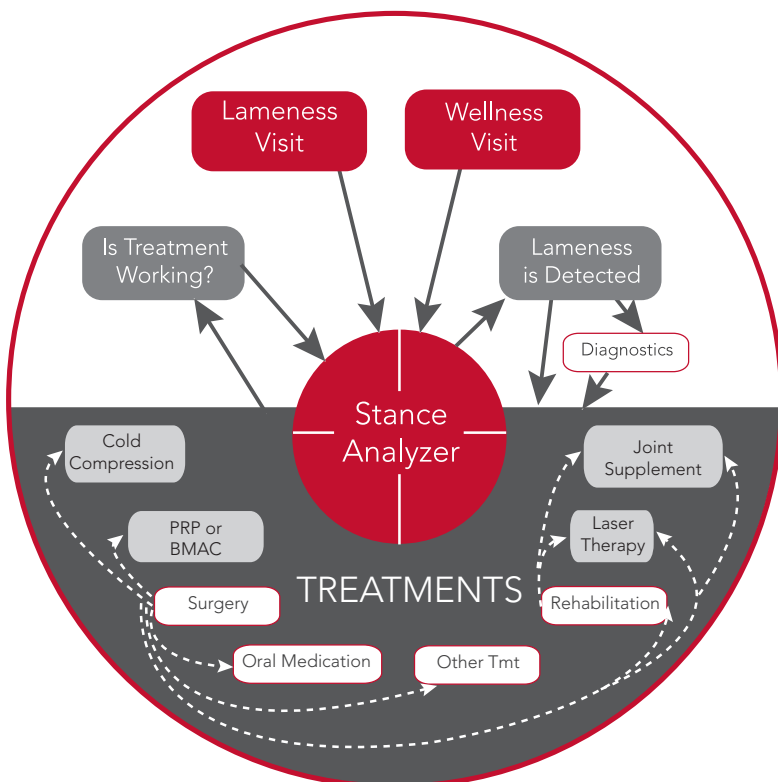 Lameness
Visit
Wellness
Visit
Is Treatment
Working?
Lameness
is Detected
Diagnostics
Stance
Analyzer
Cold
Compression
Joint
Supplement
PRP or
BMAC
Laser
Therapy
TREATMENTS
Surgery
Rehabilitation
Oral Medication
Other Tmt